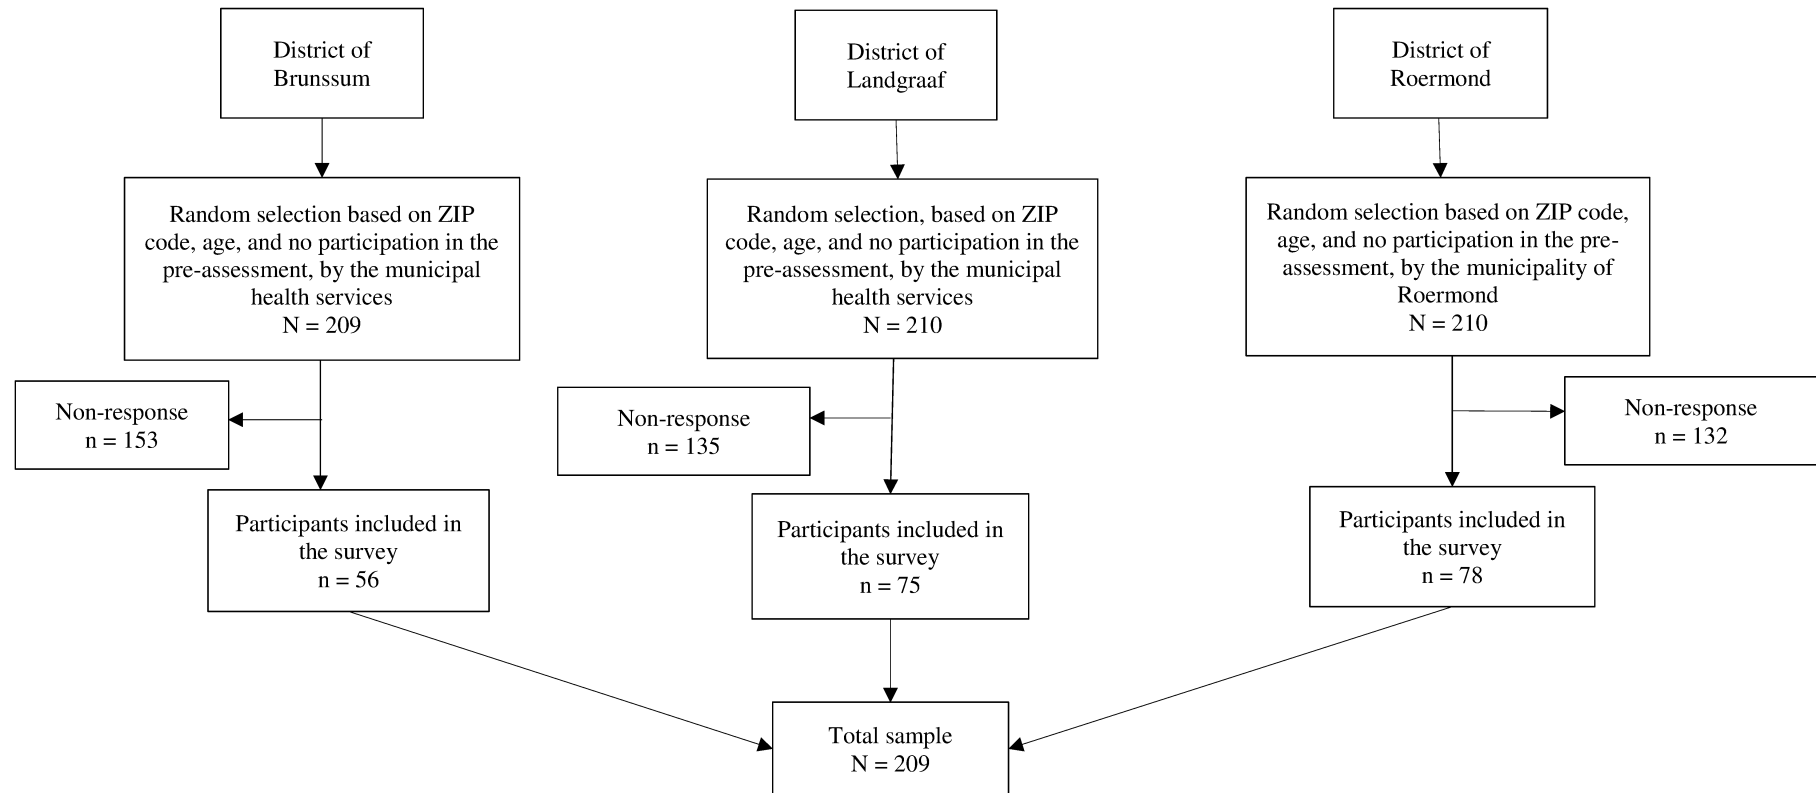 District of
Brunssum
District of
Landgraaf
District of
Roermond
Random selection based on ZIP
code, age, and no participation in the
pre-assessment, by the municipal
health services
N = 209
Random selection, based on ZIP
code, age, and no participation in the
pre-assessment, by the municipal
health services
N = 210
Random selection based on ZIP code,
age, and no participation in the pre-
assessment, by the municipality of
Roermond
N = 210
Non-response
n = 153
Non-response
n = 135
Non-response
n = 132
Participants included in
the survey
n = 56
Participants included in
the survey
n = 75
Participants included in
the survey
n = 78
Total sample
N = 209